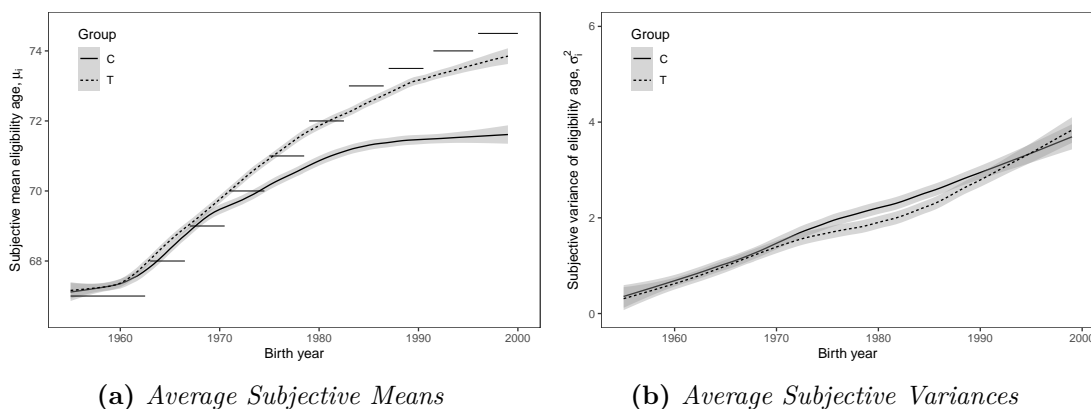 Group
C
T
74
72
70
68
Subjective mean eligibility age, μi
1960 1970 1980 1990 2000
Birth year
(a) Average Subjective Means
Group
C
T
6
4
2
0
Subjective variance of eligibility age, σi²
1960 1970 1980 1990 2000
Birth year
(b) Average Subjective Variances